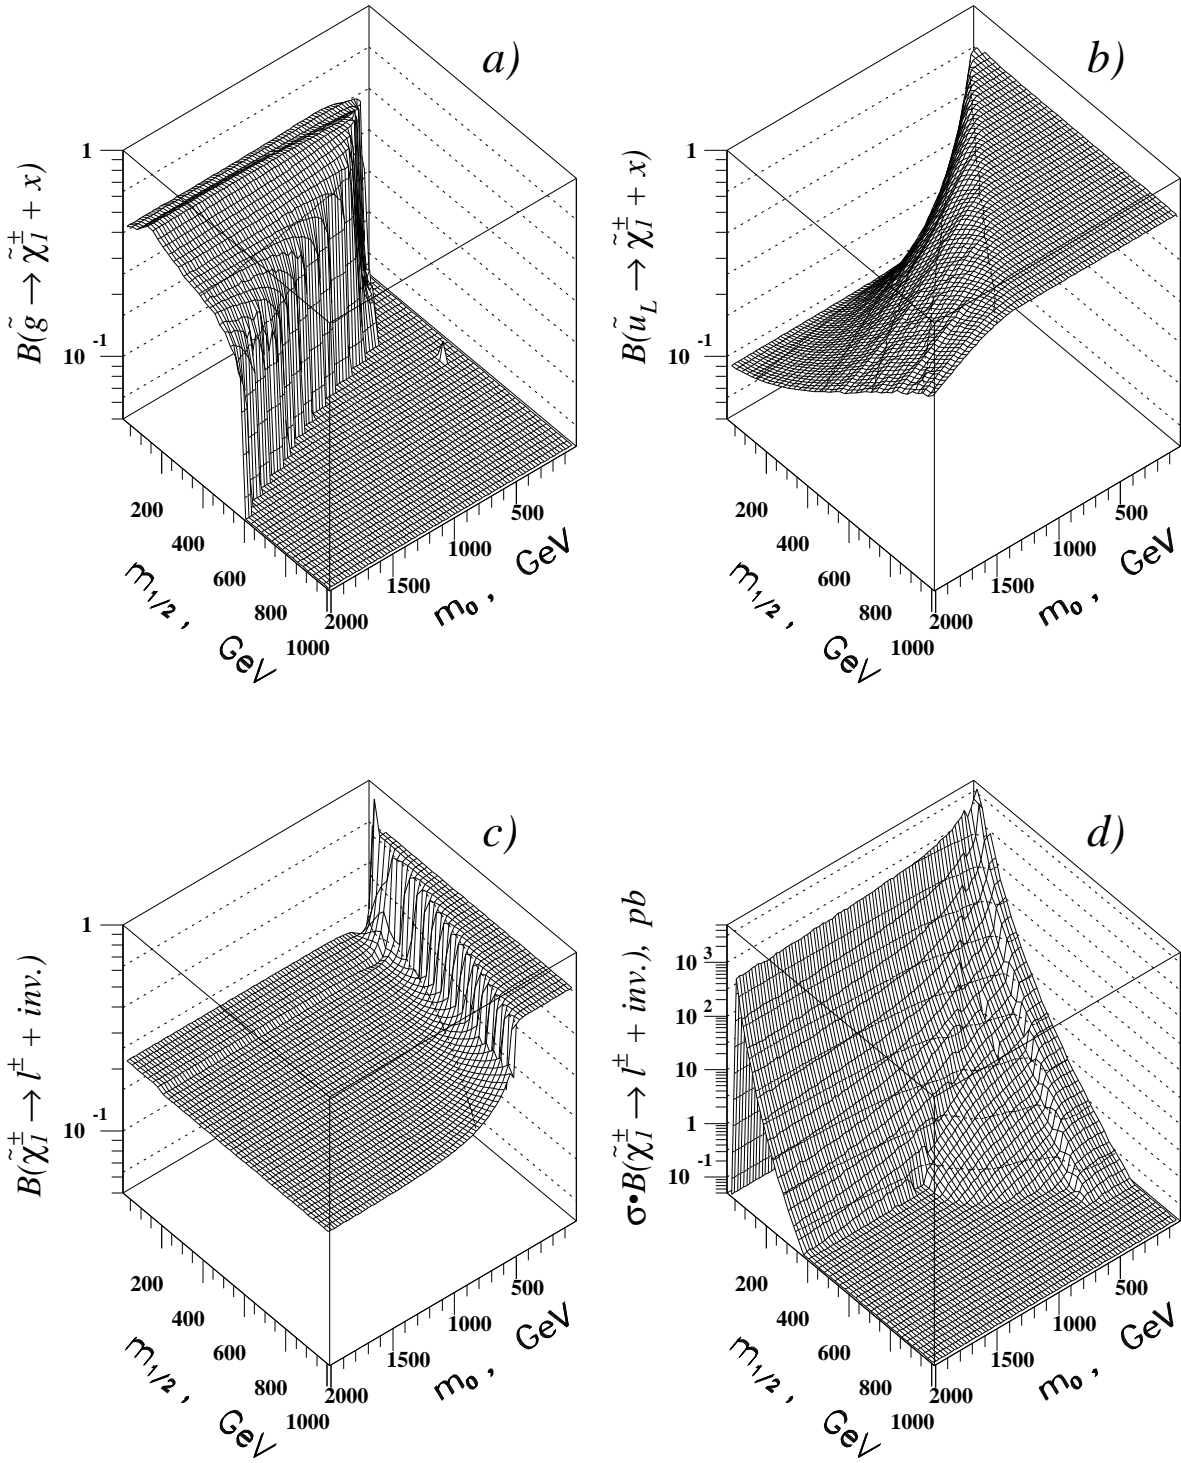 a)
B(g̃ → χ̃₁± + x)
1
10 -1
200
400
600
800
1000
m1/2 , GeV
2000
1500
1000
500
m0 , GeV
b)
B(ũL → χ̃₁± + x)
1
10 -1
200
400
600
800
1000
m1/2 , GeV
2000
1500
1000
500
m0 , GeV
c)
B(χ̃₁± → l± + inv.)
1
10 -1
200
400
600
800
1000
m1/2 , GeV
2000
1500
1000
500
m0 , GeV
d)
σ•B(χ̃₁± → l± + inv.), pb
10 3
10 2
10
1
10 -1
200
400
600
800
1000
m1/2 , GeV
2000
1500
1000
500
m0 , GeV